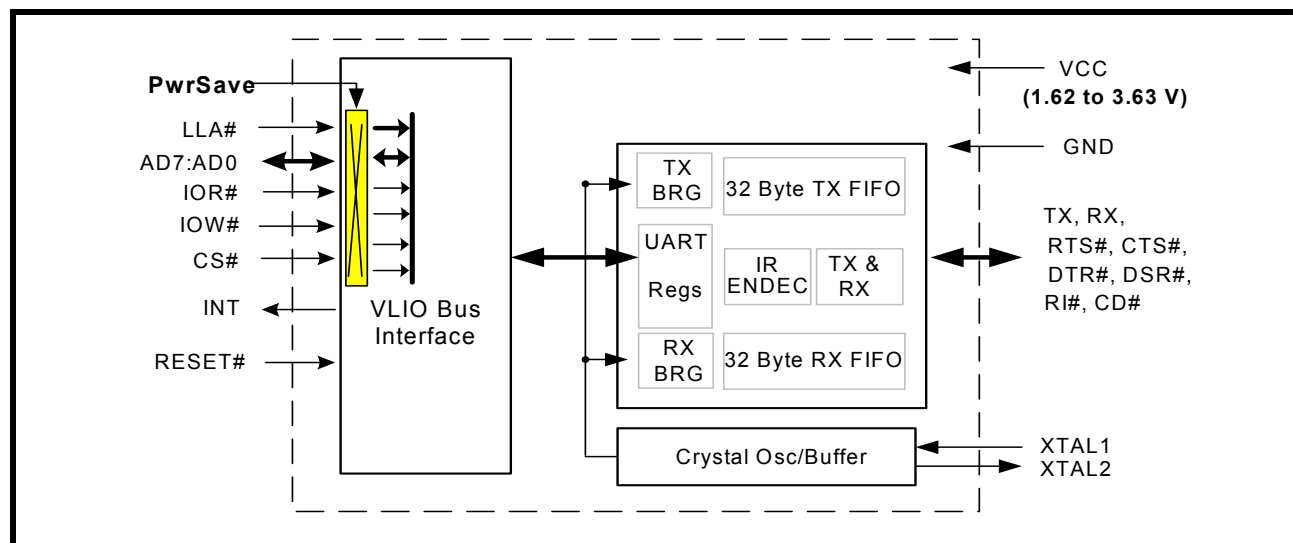 PwrSave
LLA#
AD7:AD0
IOR#
IOW#
CS#
INT
RESET#
VLIO Bus
Interface
TX
BRG
32 Byte TX FIFO
UART
Regs
IR
ENDEC
TX &
RX
RX
BRG
32 Byte RX FIFO
Crystal Osc/Buffer
VCC
(1.62 to 3.63 V)
GND
TX, RX,
RTS#, CTS#,
DTR#, DSR#,
RI#, CD#
XTAL1
XTAL2